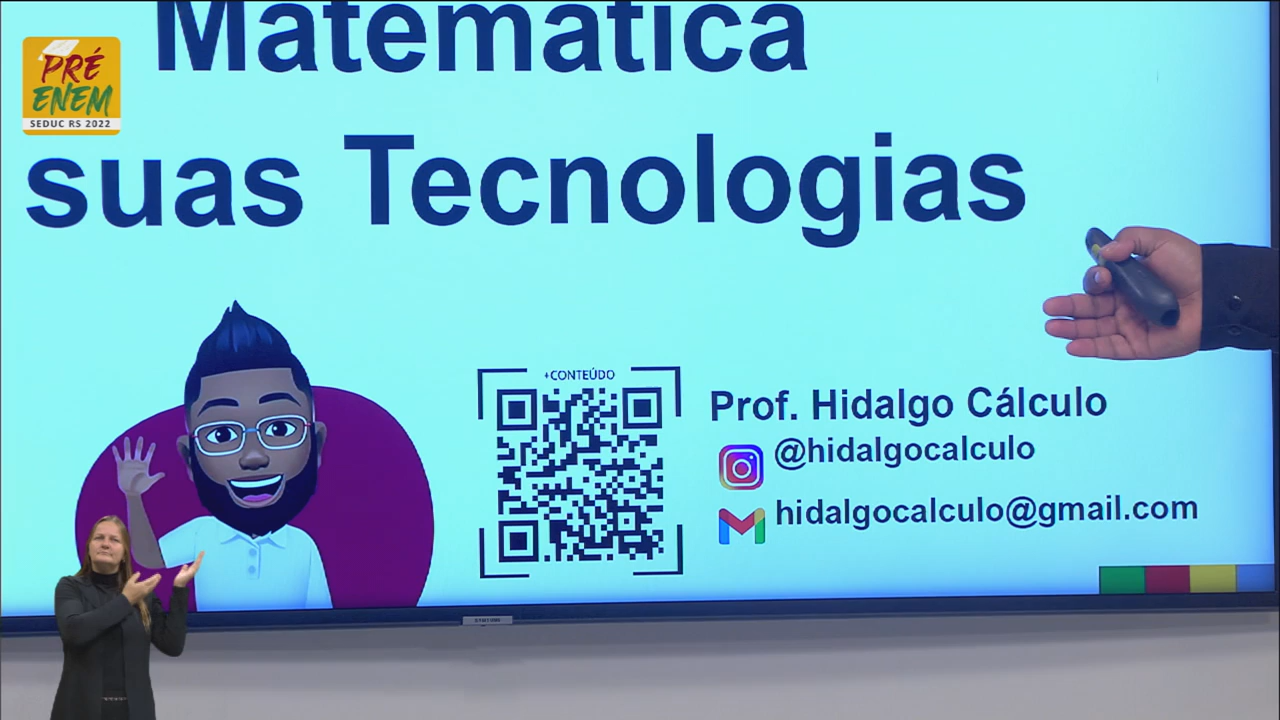 Matemática
PRÉ
ENEM
SEDUC RS 2022
suas Tecnologias
+CONTEÚDO
Prof. Hidalgo Cálculo
@hidalgocalculo
hidalgocalculo@gmail.com